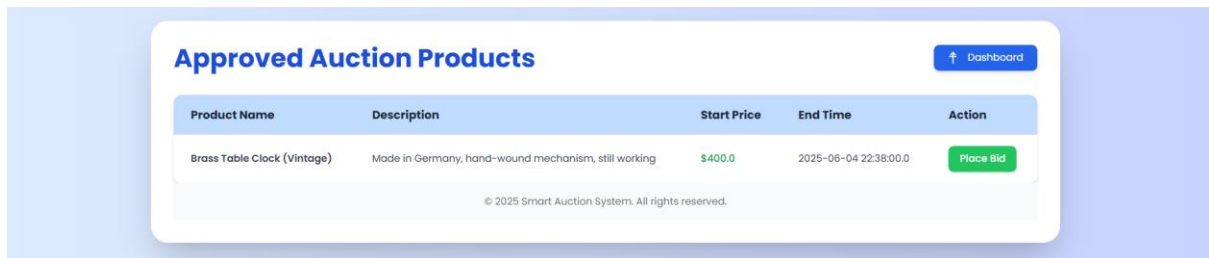 Approved Auction Products
Dashboard
Product Name Description Start Price End Time Action
Brass Table Clock (Vintage) Made in Germany, hand-wound mechanism, still working $400.0 2025-06-04 22:38:00.0 Place Bid
© 2025 Smart Auction System. All rights reserved.